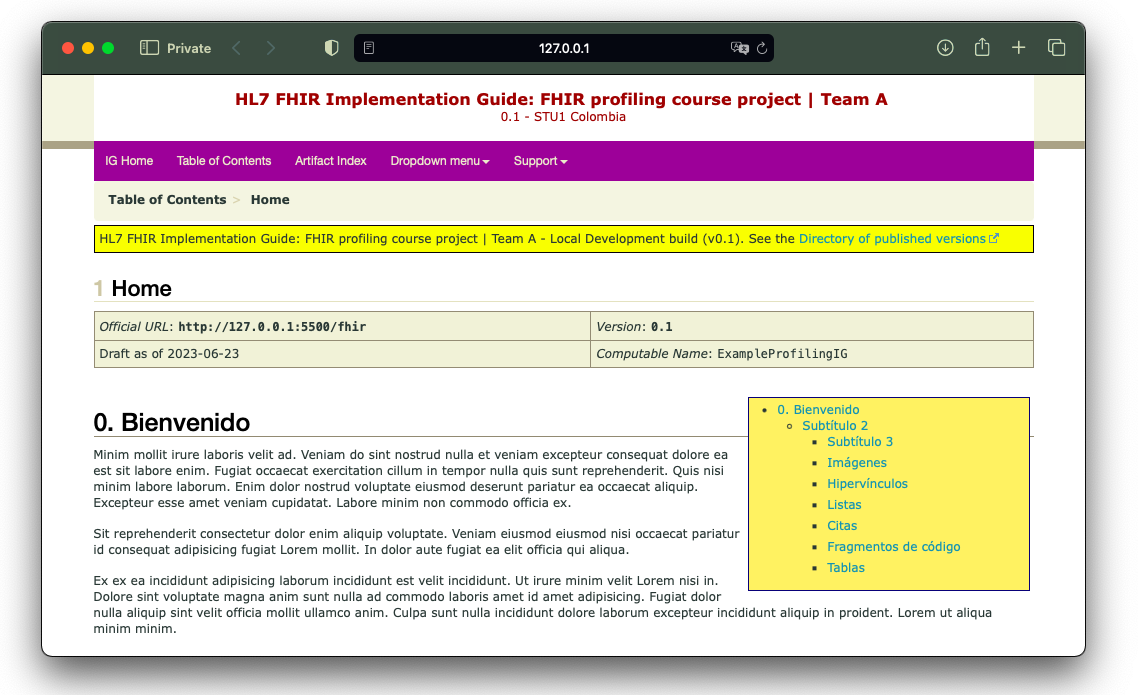 Private
127.0.0.1
HL7 FHIR Implementation Guide: FHIR profiling course project | Team A
0.1 - STU1 Colombia
IG Home Table of Contents Artifact Index Dropdown menu Support
Table of Contents > Home
HL7 FHIR Implementation Guide: FHIR profiling course project | Team A - Local Development build (v0.1). See the Directory of published versions
1 Home
Official URL: http://127.0.0.1:5500/fhir Version: 0.1
Draft as of 2023-06-23 Computable Name: ExampleProfilingIG
0. Bienvenido
Minim mollit irure laboris velit ad. Veniam do sint nostrud nulla et veniam excepteur consequat dolore ea
est sit labore enim. Fugiat occaecat exercitation cillum in tempor nulla quis sunt reprehenderit. Quis nisi
minim labore laborum. Enim dolor nostrud voluptate eiusmod deserunt pariatur ea occaecat aliquip.
Excepteur esse amet veniam cupidatat. Labore minim non commodo officia ex.
Sit reprehenderit consectetur dolor enim aliquip voluptate. Veniam eiusmod eiusmod nisi occaecat pariatur
id consequat adipisicing fugiat Lorem mollit. In dolor aute fugiat ea elit officia qui aliqua.
Ex ex ea incididunt adipisicing laborum incididunt est velit incididunt. Ut irure minim velit Lorem nisi in.
Dolore sint voluptate magna anim sunt nulla ad commodo laboris amet id amet adipisicing. Fugiat dolor
nulla aliquip sint velit officia mollit ullamco anim. Culpa sunt nulla incididunt dolore laborum excepteur incididunt aliquip in proident. Lorem ut aliqua
minim minim.
0. Bienvenido
Subtítulo 2
Subtítulo 3
Imágenes
Hipervínculos
Listas
Citas
Fragmentos de código
Tablas